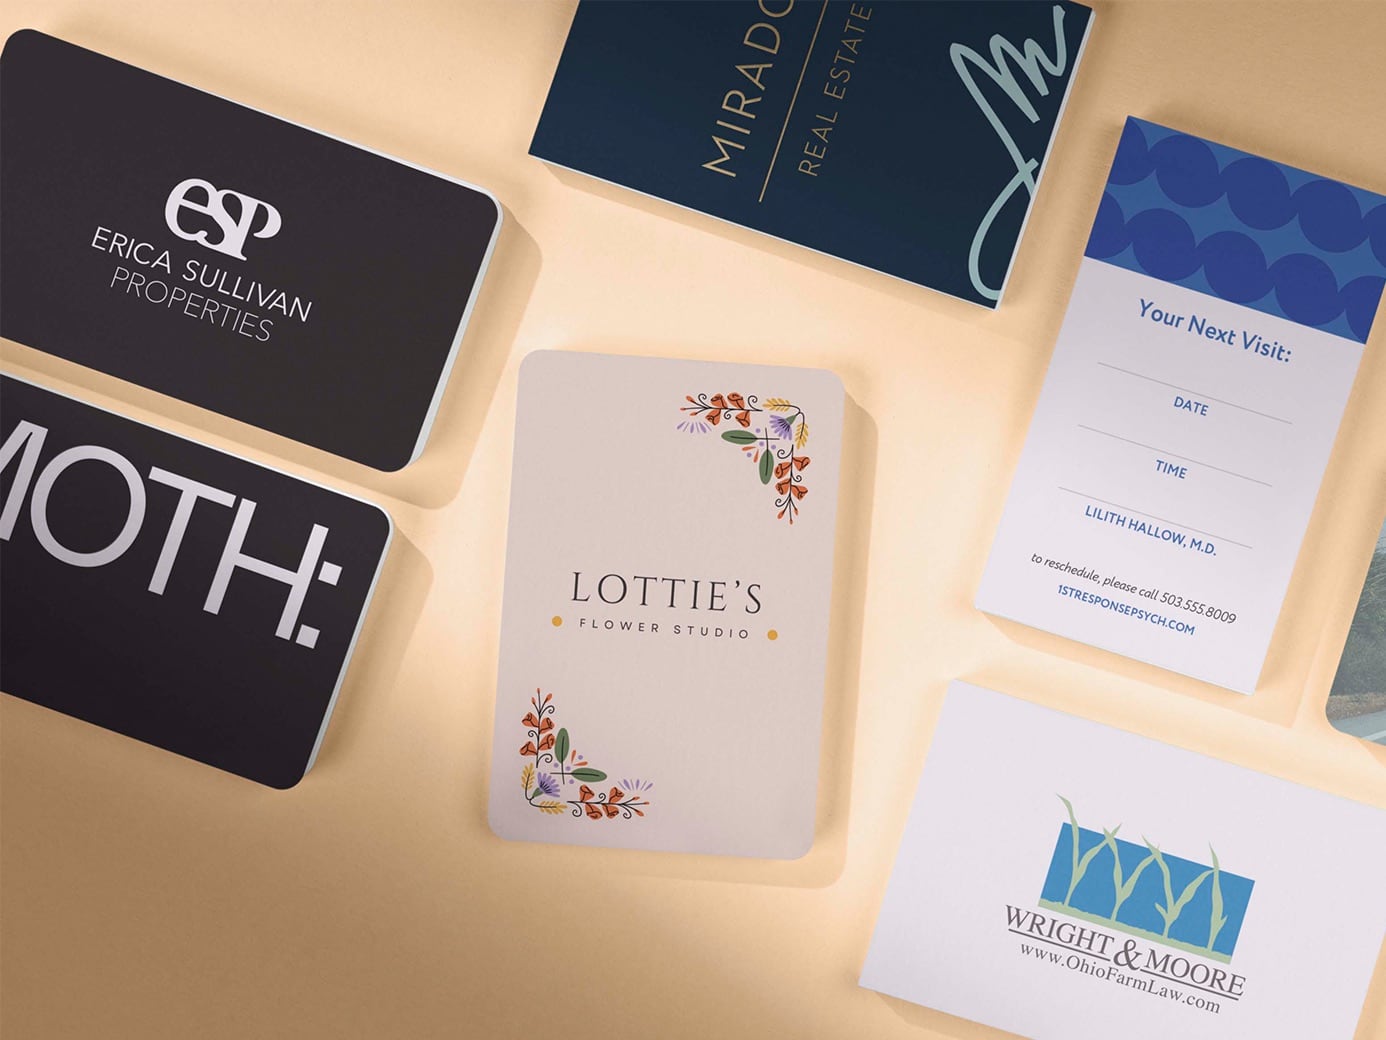 esp
ERICA SULLIVAN
PROPERTIES
MOTH:
REAL ESTATE
LOTTIE'S
FLOWER STUDIO
Your Next Visit:
DATE
TIME
LILITH HALLOW, M.D.
to reschedule, please call 503.555.8009
1STRESPONSEPSYCH.COM
WRIGHT & MOORE
www.OhioFarmLaw.com